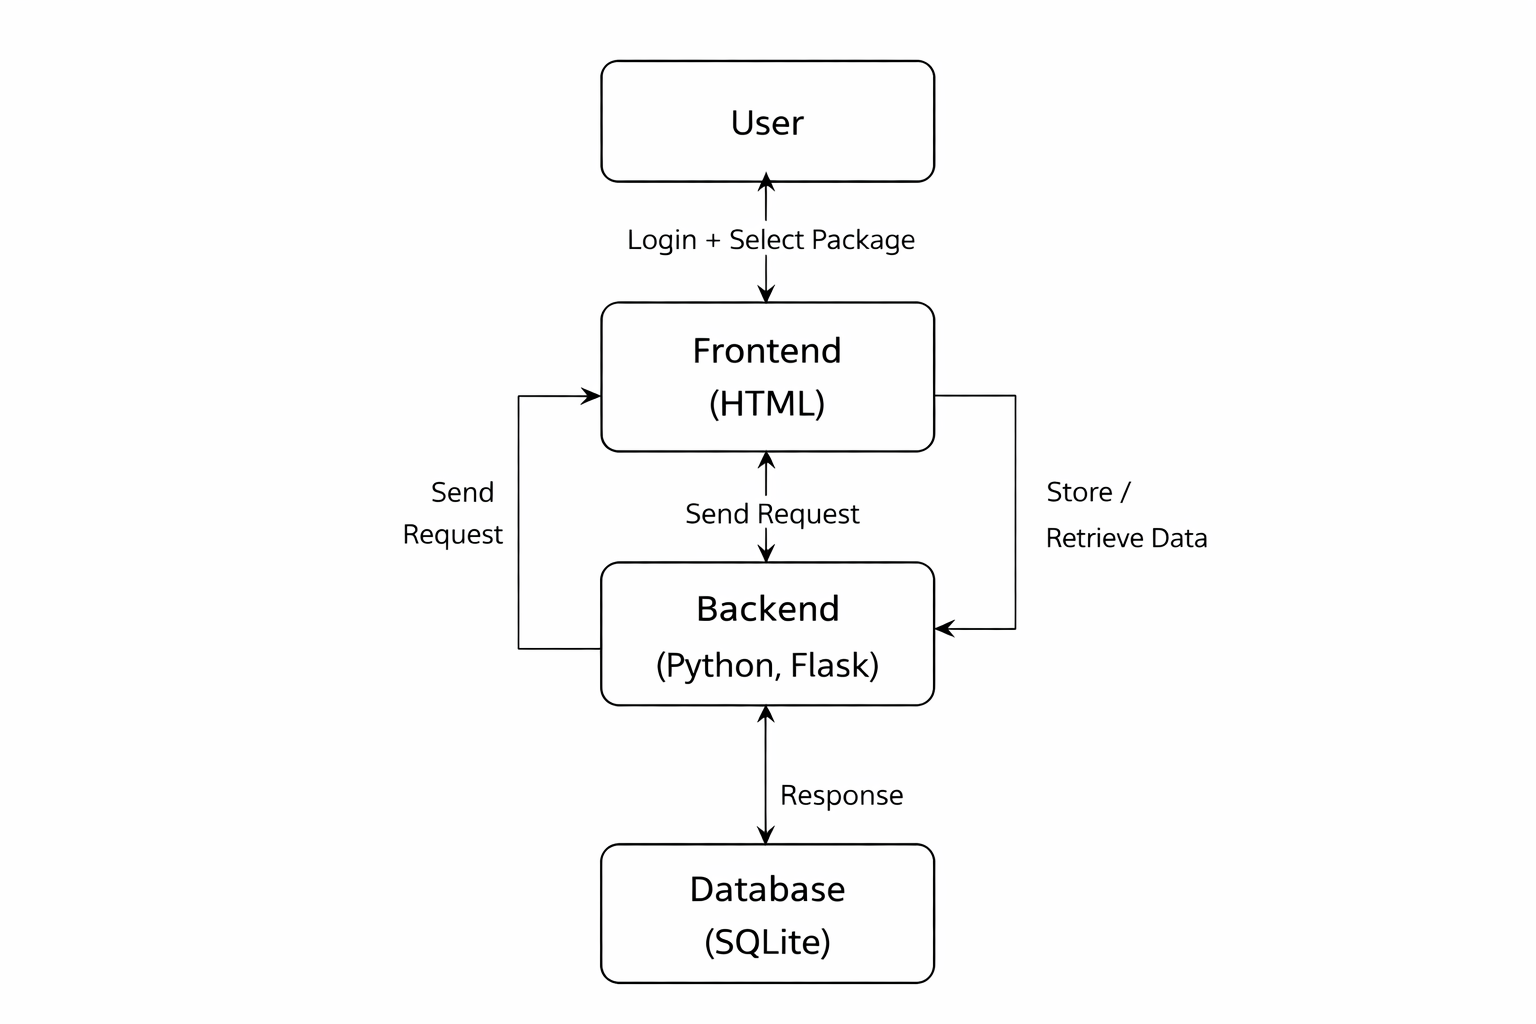 User
Login + Select Package
Frontend
(HTML)
Send
Request
Send Request
Store /
Retrieve Data
Backend
(Python, Flask)
Response
Database
(SQLite)